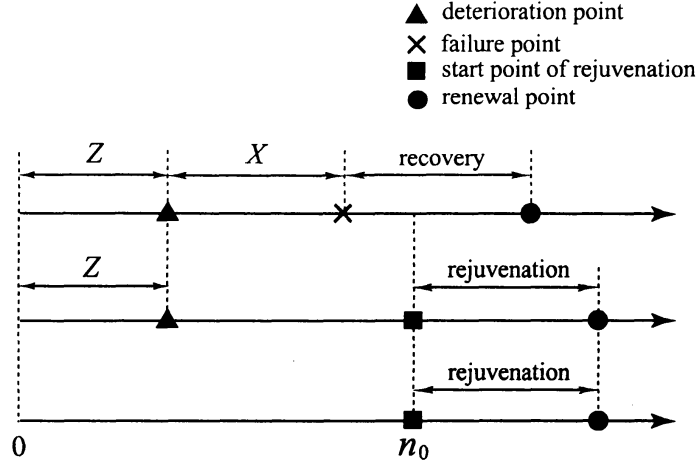 deterioration point
failure point
start point of rejuvenation
renewal point
Z X recovery
Z rejuvenation
rejuvenation
0 n₀